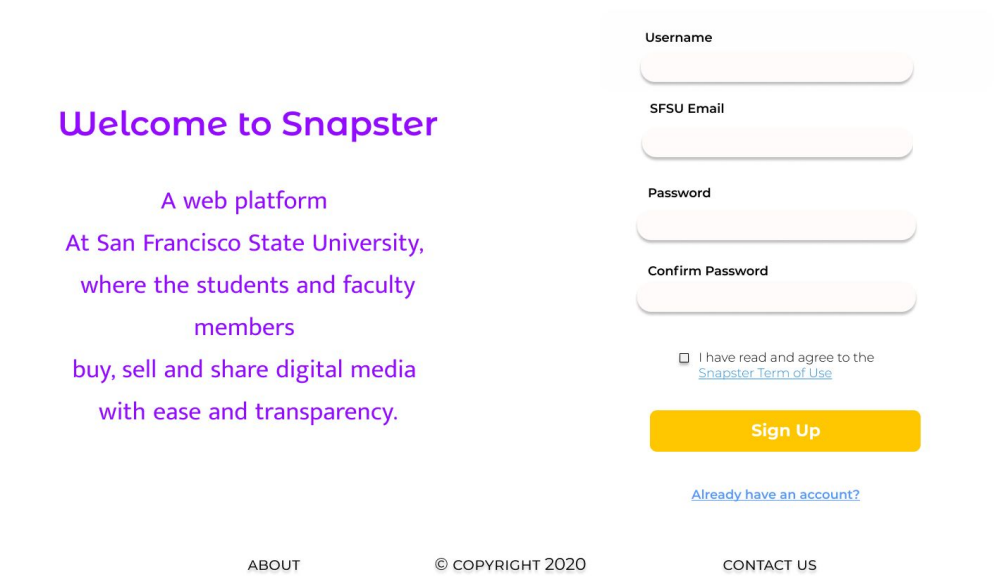 Welcome to Snapster
A web platform
At San Francisco State University,
where the students and faculty
members
buy, sell and share digital media
with ease and transparency.
Username
SFSU Email
Password
Confirm Password
I have read and agree to the
Snapster Term of Use
Sign Up
Already have an account?
ABOUT
© COPYRIGHT 2020
CONTACT US